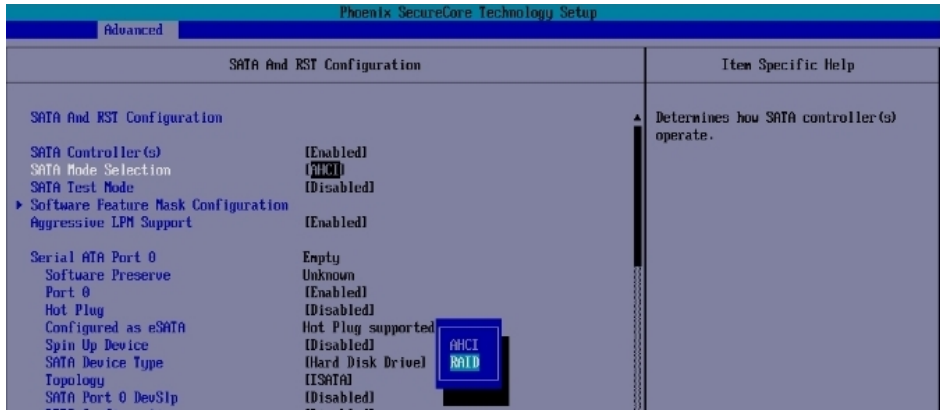 Phoenix SecureCore Technology Setup
Advanced
SATA And RST Configuration
Item Specific Help
SATA And RST Configuration
Determines how SATA controller(s)
operate.
SATA Controller(s) [Enabled]
SATA Mode Selection [AHCI]
SATA Test Mode [Disabled]
Software Feature Mask Configuration
Aggressive LPM Support [Enabled]
Serial ATA Port 0 Empty
Software Preserve Unknown
Port 0 [Enabled]
Hot Plug [Disabled]
Configured as eSATA Hot Plug supported
Spin Up Device [Disabled]
SATA Device Type [Hard Disk Drive]
Topology [ISATA]
SATA Port 0 DevSlp [Disabled]
AHCI
RAID